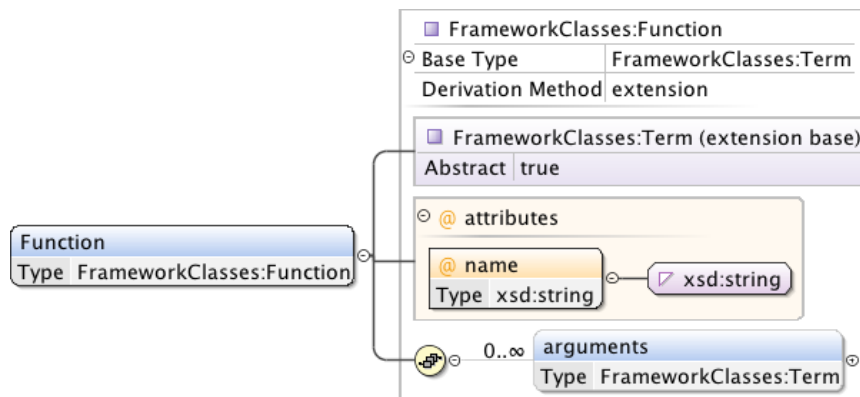 FrameworkClasses:Function
Base Type FrameworkClasses:Term
Derivation Method extension
FrameworkClasses:Term (extension base)
Abstract true
@ attributes
Function
Type FrameworkClasses:Function
@ name
Type xsd:string
xsd:string
0..∞
arguments
Type FrameworkClasses:Term